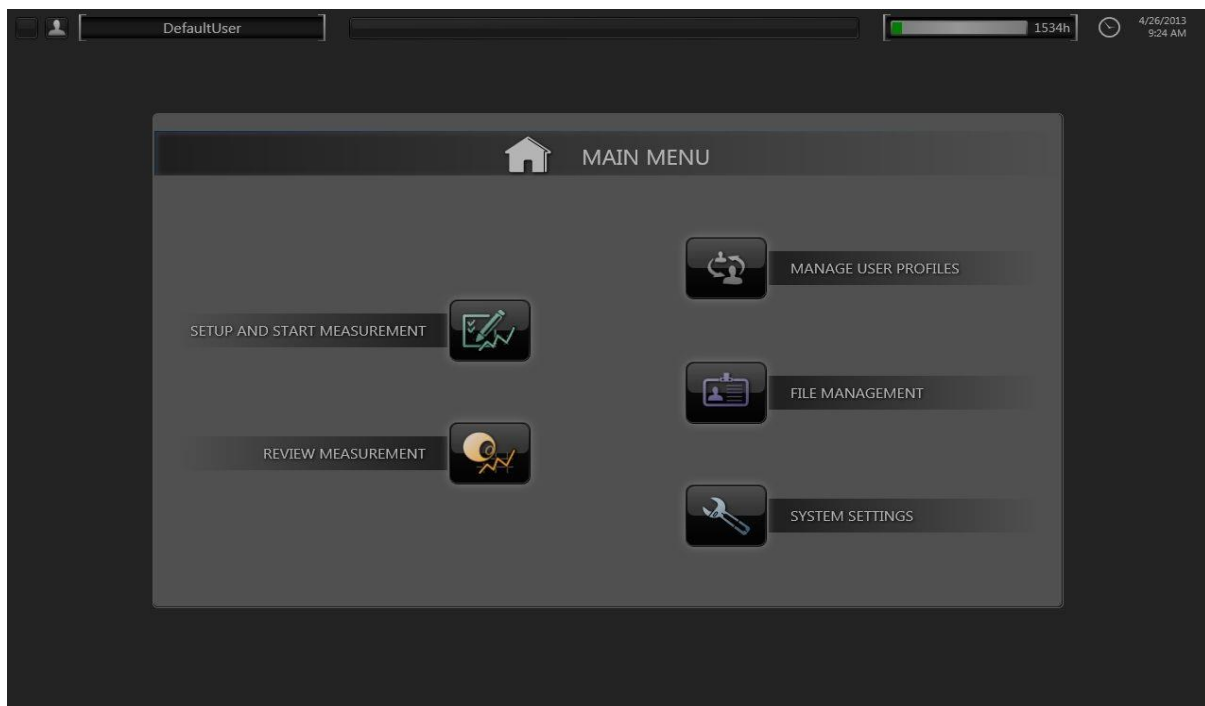 DefaultUser
1534h
4/26/2013
9:24 AM
MAIN MENU
MANAGE USER PROFILES
SETUP AND START MEASUREMENT
FILE MANAGEMENT
REVIEW MEASUREMENT
SYSTEM SETTINGS